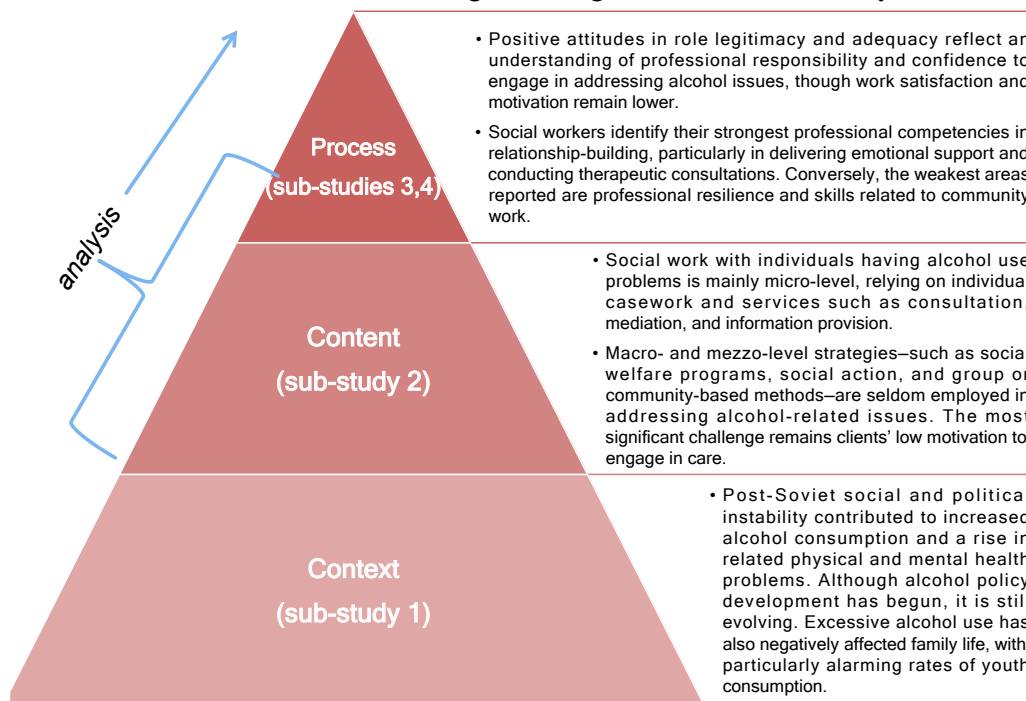 • Positive attitudes in role legitimacy and adequacy reflect an
understanding of professional responsibility and confidence to
engage in addressing alcohol issues, though work satisfaction and
motivation remain lower.
• Social workers identify their strongest professional competencies in
relationship-building, particularly in delivering emotional support and
conducting therapeutic consultations. Conversely, the weakest areas
reported are professional resilience and skills related to community
work.
Process
(sub-studies 3,4)
analysis
• Social work with individuals having alcohol use
problems is mainly micro-level, relying on individua
casework and services such as consultation,
mediation, and information provision.
• Macro- and mezzo-level strategies–such as socia
welfare programs, social action, and group or
community-based methods–are seldom employed in
addressing alcohol-related issues. The most
significant challenge remains clients' low motivation to
engage in care.
Content
(sub-study 2)
• Post-Soviet social and politica
instability contributed to increased
alcohol consumption and a rise in
related physical and mental health
problems. Although alcohol policy
development has begun, it is stil
evolving. Excessive alcohol use has
also negatively affected family life, with
particularly alarming rates of youth
consumption.
Context
(sub-study 1)